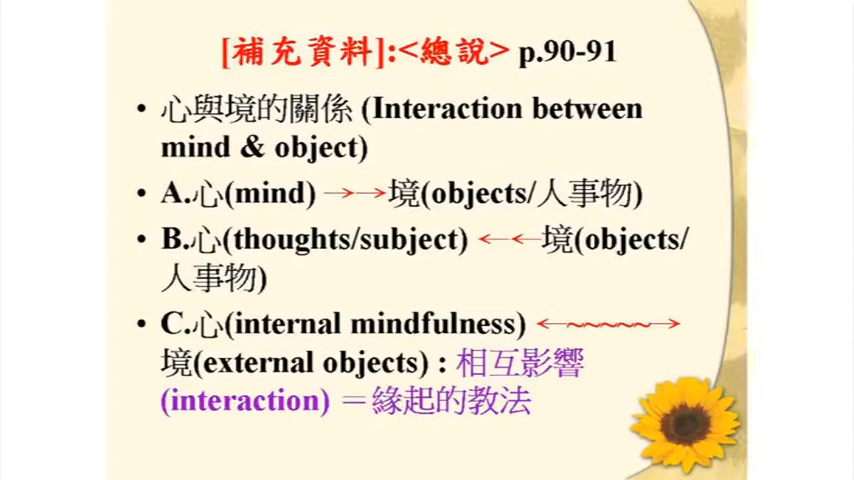 [補充資料]:<總說> p.90-91
• 心與境的關係 (Interaction between
mind & object)
• A.心(mind) →→境(objects/人事物)
• B.心(thoughts/subject) ←←境(objects/
人事物)
• C.心(internal mindfulness) ←~~~~~→
境(external objects) : 相互影響
(interaction) ＝緣起的教法